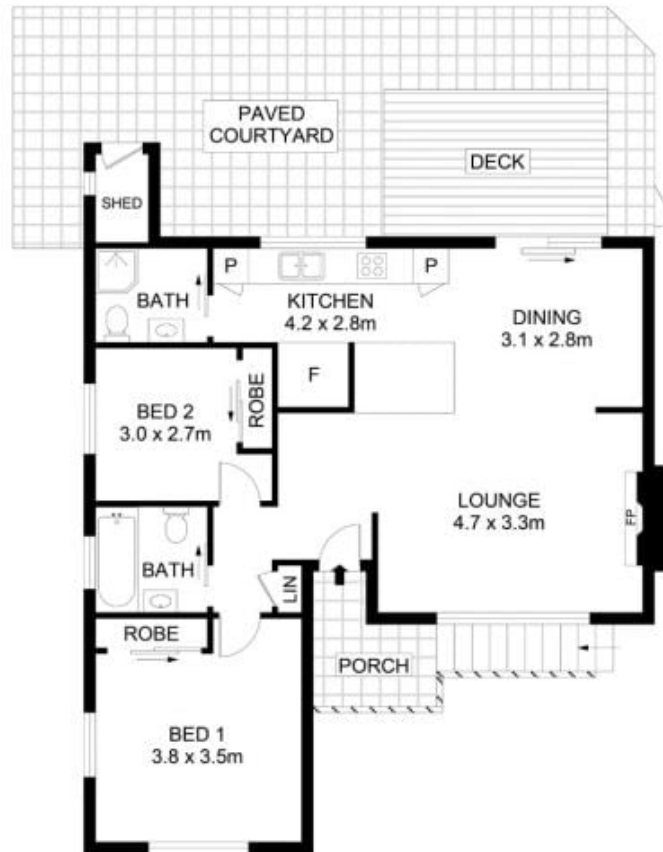 PAVED
COURTYARD
DECK
SHED
P
P
BATH
KITCHEN
4.2 x 2.8m
DINING
3.1 x 2.8m
F
ROBE
BED 2
3.0 x 2.7m
LOUNGE
4.7 x 3.3m
FP
BATH
LIN
ROBE
PORCH
BED 1
3.8 x 3.5m